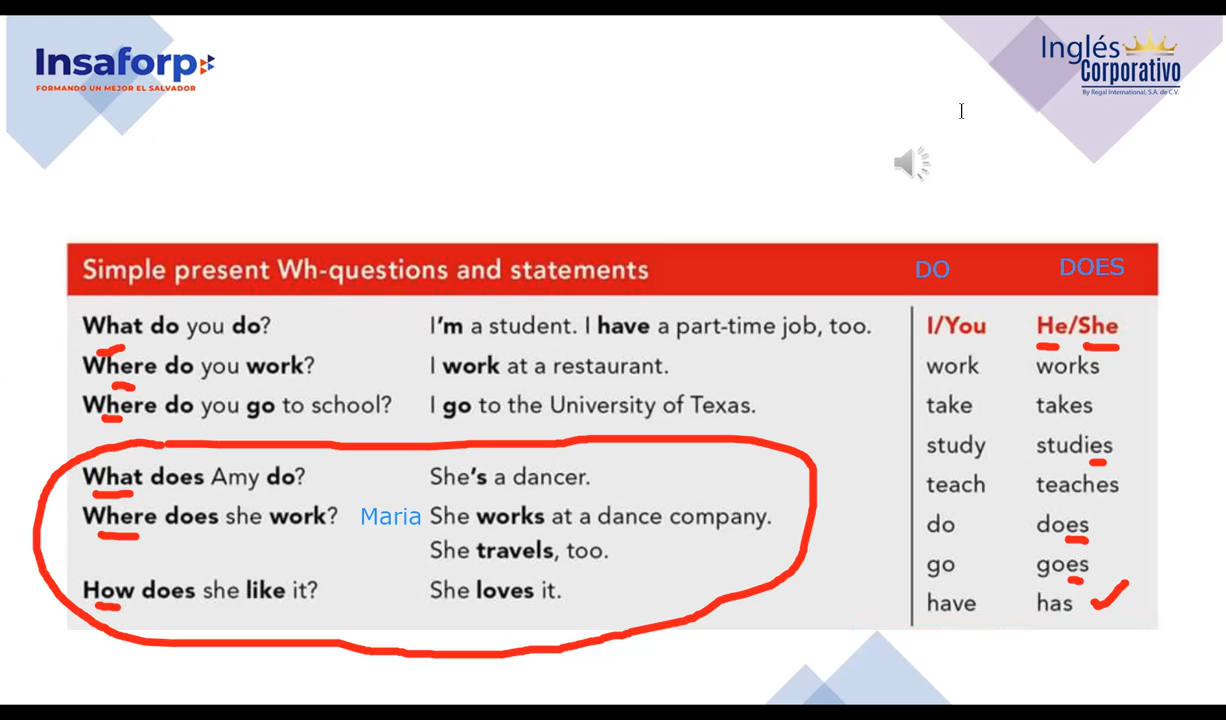 Insaforp
FORMANDO UN MEJOR EL SALVADOR
Inglés
Corporativo
By Regal International, S.A. de C.V.
Simple present Wh-questions and statements DO DOES
What do you do? I'm a student. I have a part-time job, too. I/You He/She
Where do you work? I work at a restaurant. work works
Where do you go to school? I go to the University of Texas. take takes
study studies
What does Amy do? She's a dancer. teach teaches
Where does she work? Maria She works at a dance company. do does
She travels, too. go goes
How does she like it? She loves it. have has